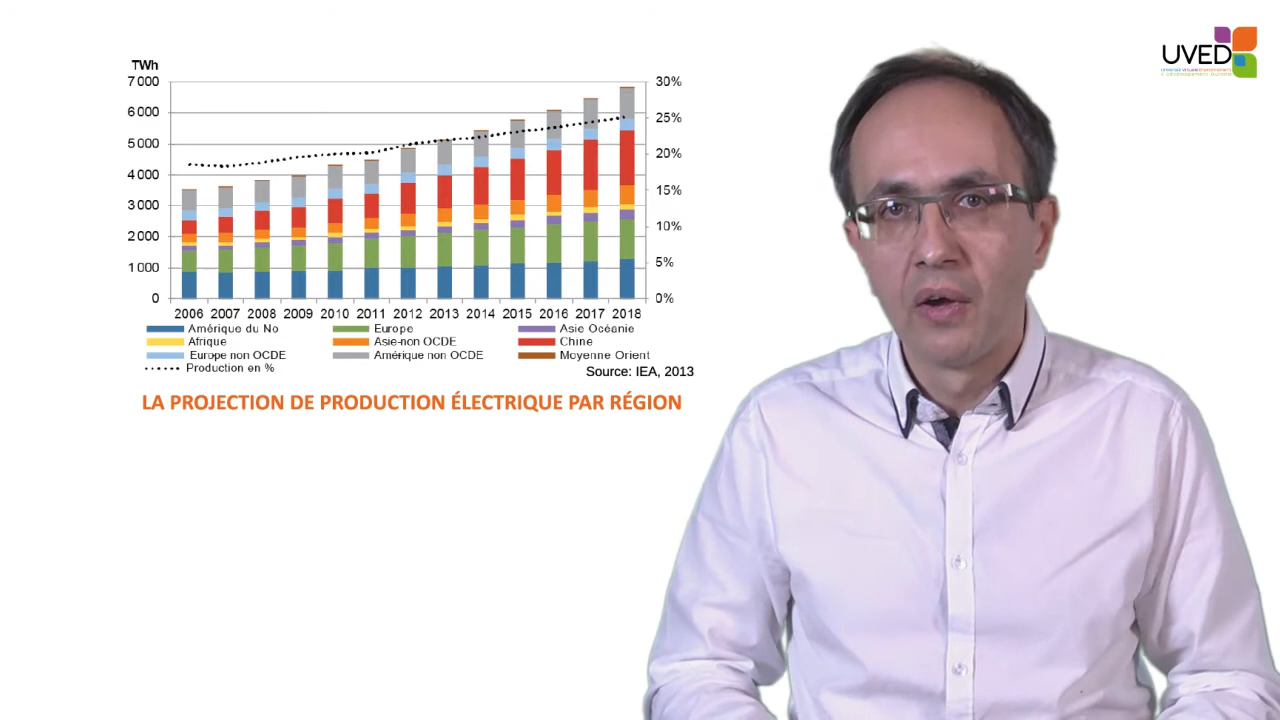 UVED
TWh
7 000
6 000
5 000
4 000
3 000
2 000
1 000
0
30%
25%
20%
15%
10%
5%
0%
2006 2007 2008 2009 2010 2011 2012 2013 2014 2015 2016 2017 2018
Amérique du No Europe Asie Océanie
Afrique Asie-non OCDE Chine
Europe non OCDE Amérique non OCDE Moyenne Orient
Production en %
Source: IEA, 2013
LA PROJECTION DE PRODUCTION ÉLECTRIQUE PAR RÉGION